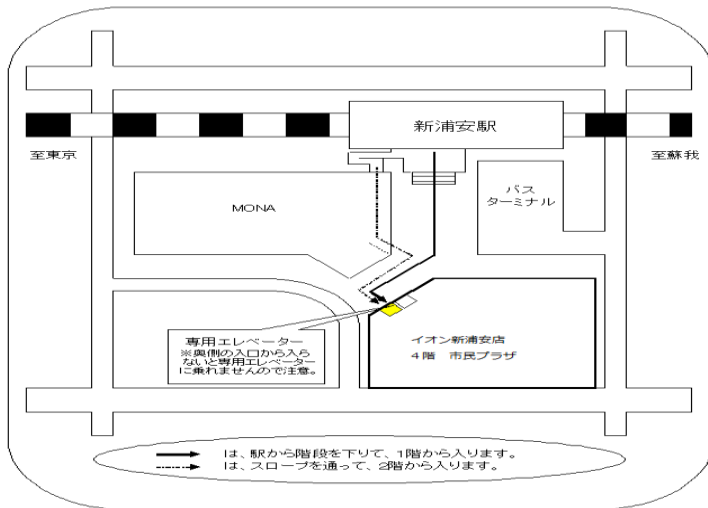 新浦安駅
至東京
至蘇我
MONA
バス
ターミナル
専用エレベーター
※奥側の入口から入ら
ないと専用エレベーター
に乗れませんので注意。
イオン新浦安店
4階 市民プラザ
は、駅から階段を下りて、1階から入ります。
は、スロープを通って、2階から入ります。